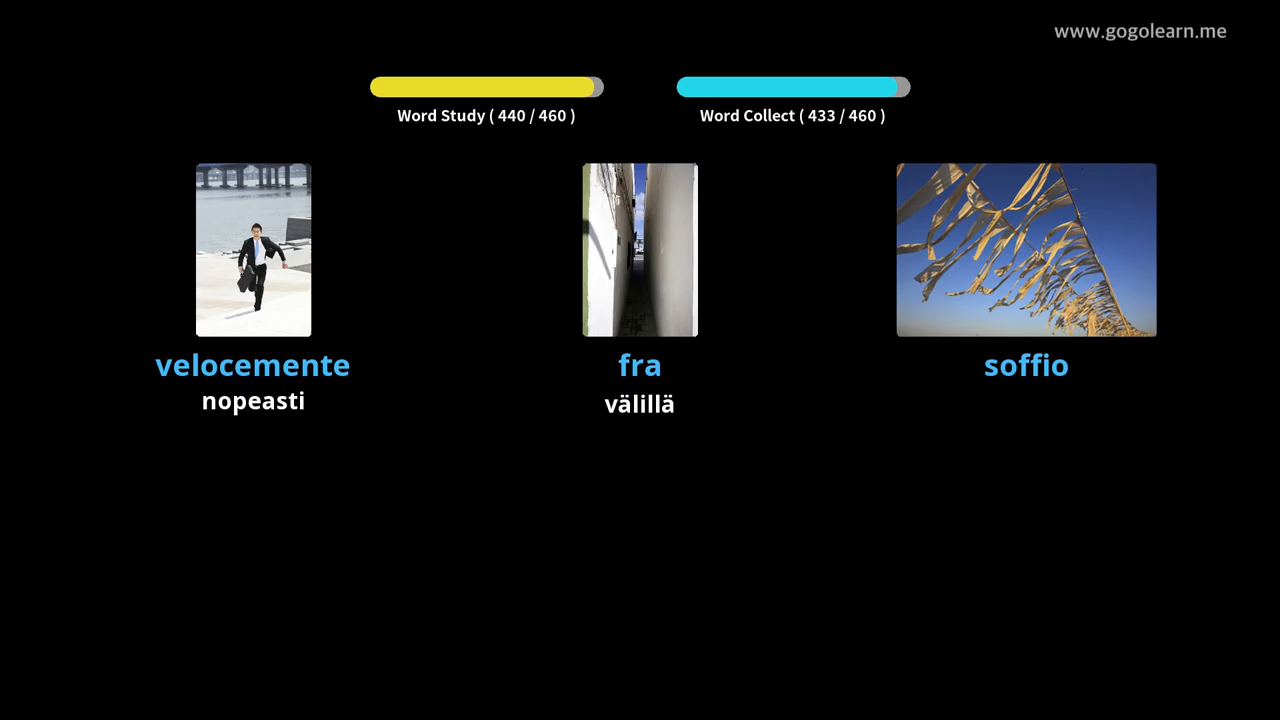 www.gogolearn.me
Word Study ( 440 / 460 )
Word Collect ( 433 / 460 )
velocemente
nopeasti
fra
välillä
soffio